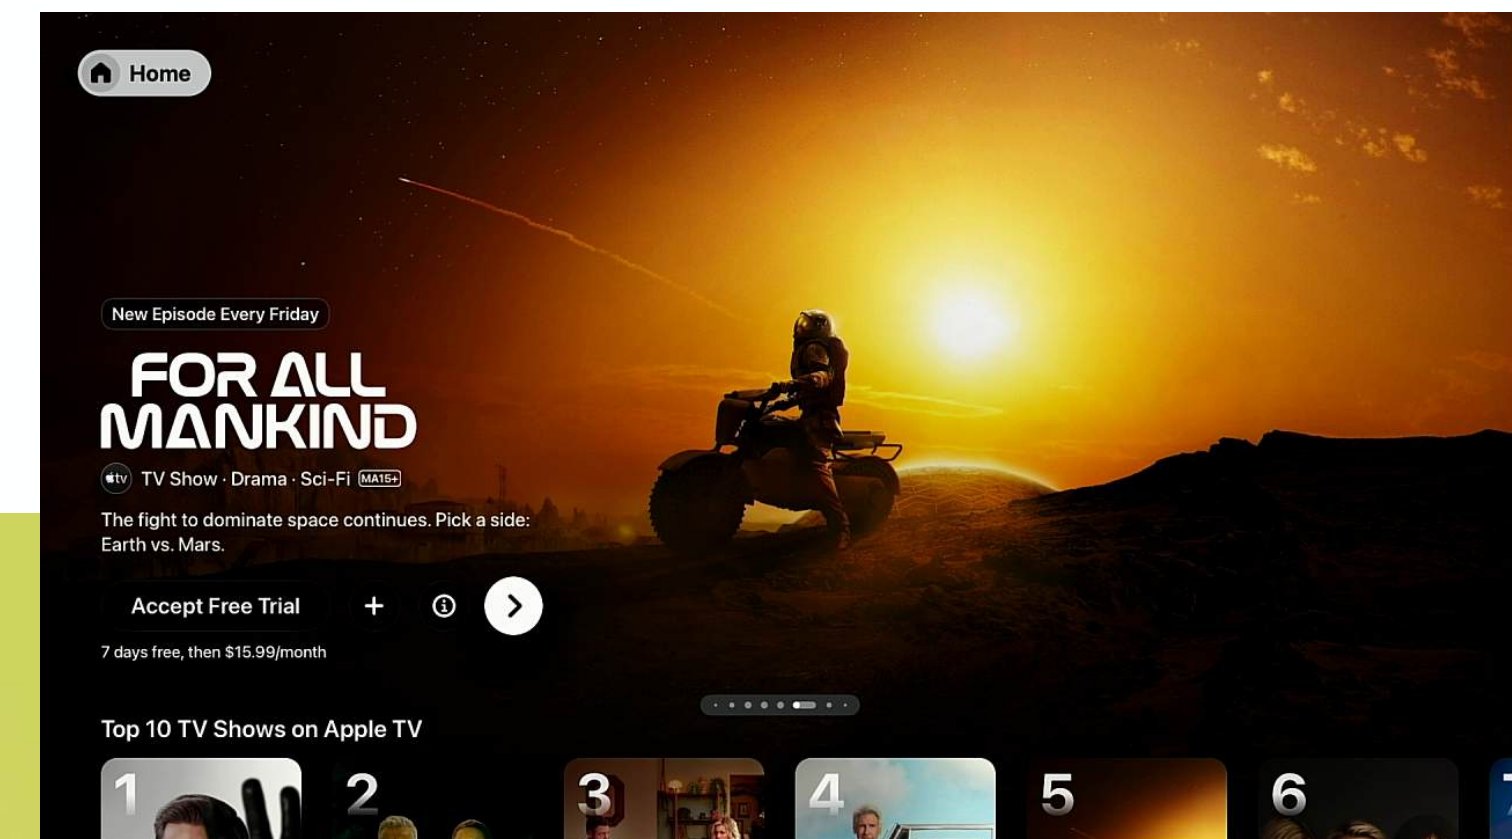 Home
New Episode Every Friday
FOR ALL
MANKIND
tv TV Show · Drama · Sci-Fi MA15+
The fight to dominate space continues. Pick a side:
Earth vs. Mars.
Accept Free Trial
7 days free, then $15.99/month
Top 10 TV Shows on Apple TV
1 2 3 4 5 6 7